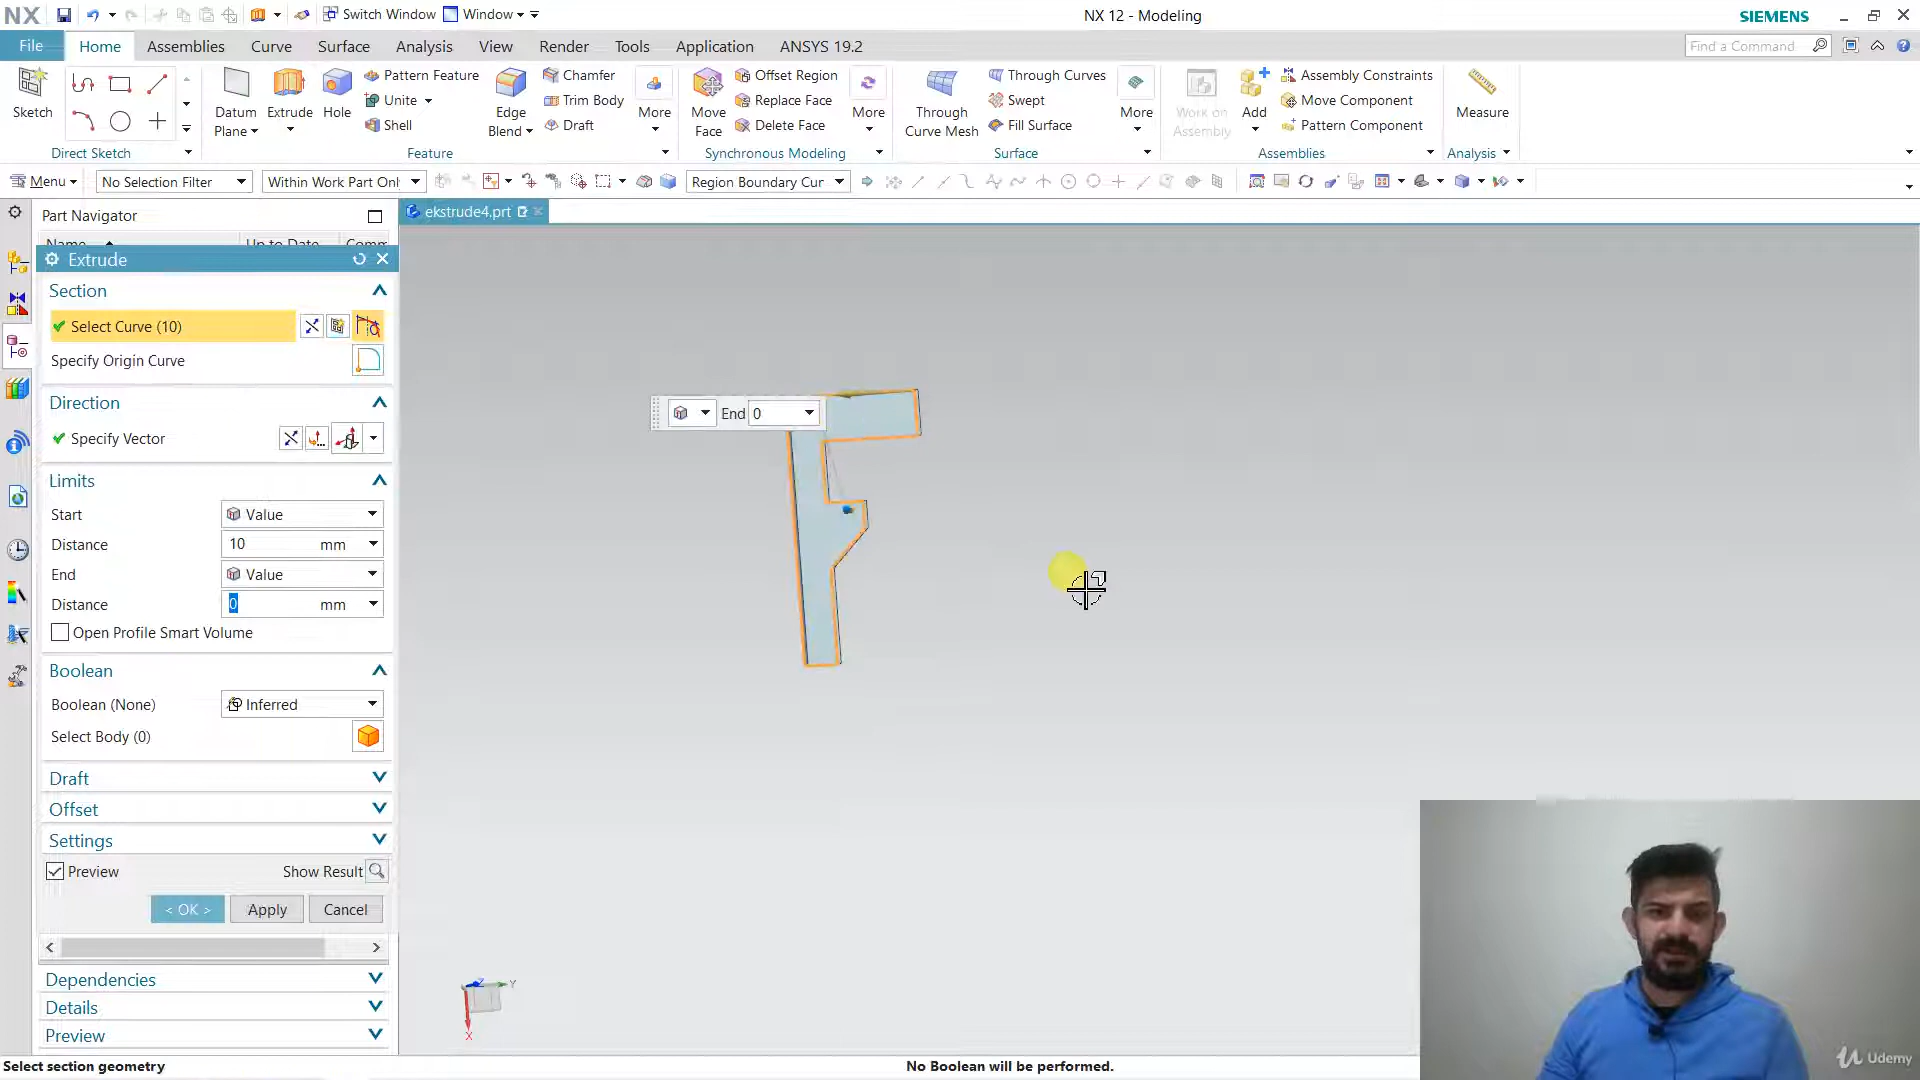 NX
Switch Window
Window
NX 12 - Modeling
SIEMENS
File
Home
Assemblies
Curve
Surface
Analysis
View
Render
Tools
Application
ANSYS 19.2
Find a Command
Sketch
Direct Sketch
Datum
Plane
Extrude
Hole
Pattern Feature
Unite
Shell
Edge
Blend
Chamfer
Trim Body
Draft
More
Feature
Move
Face
Offset Region
Replace Face
Delete Face
More
Synchronous Modeling
Through
Curve Mesh
Through Curves
Swept
Fill Surface
More
Surface
Work on
Assembly
Add
Assembly Constraints
Move Component
Pattern Component
Assemblies
Measure
Analysis
Menu
No Selection Filter
Within Work Part Onl
Region Boundary Cur
Part Navigator
ekstrude4.prt
Name
Up to Date
Comm
Extrude
Section
Select Curve (10)
Specify Origin Curve
Direction
Specify Vector
Limits
Start
Value
Distance
10
mm
End
Value
Distance
0
mm
Open Profile Smart Volume
Boolean
Boolean (None)
Inferred
Select Body (0)
Draft
Offset
Settings
Preview
Show Result
< OK >
Apply
Cancel
Dependencies
Details
Preview
End
0
Z
Y
X
Select section geometry
No Boolean will be performed.
Udemy